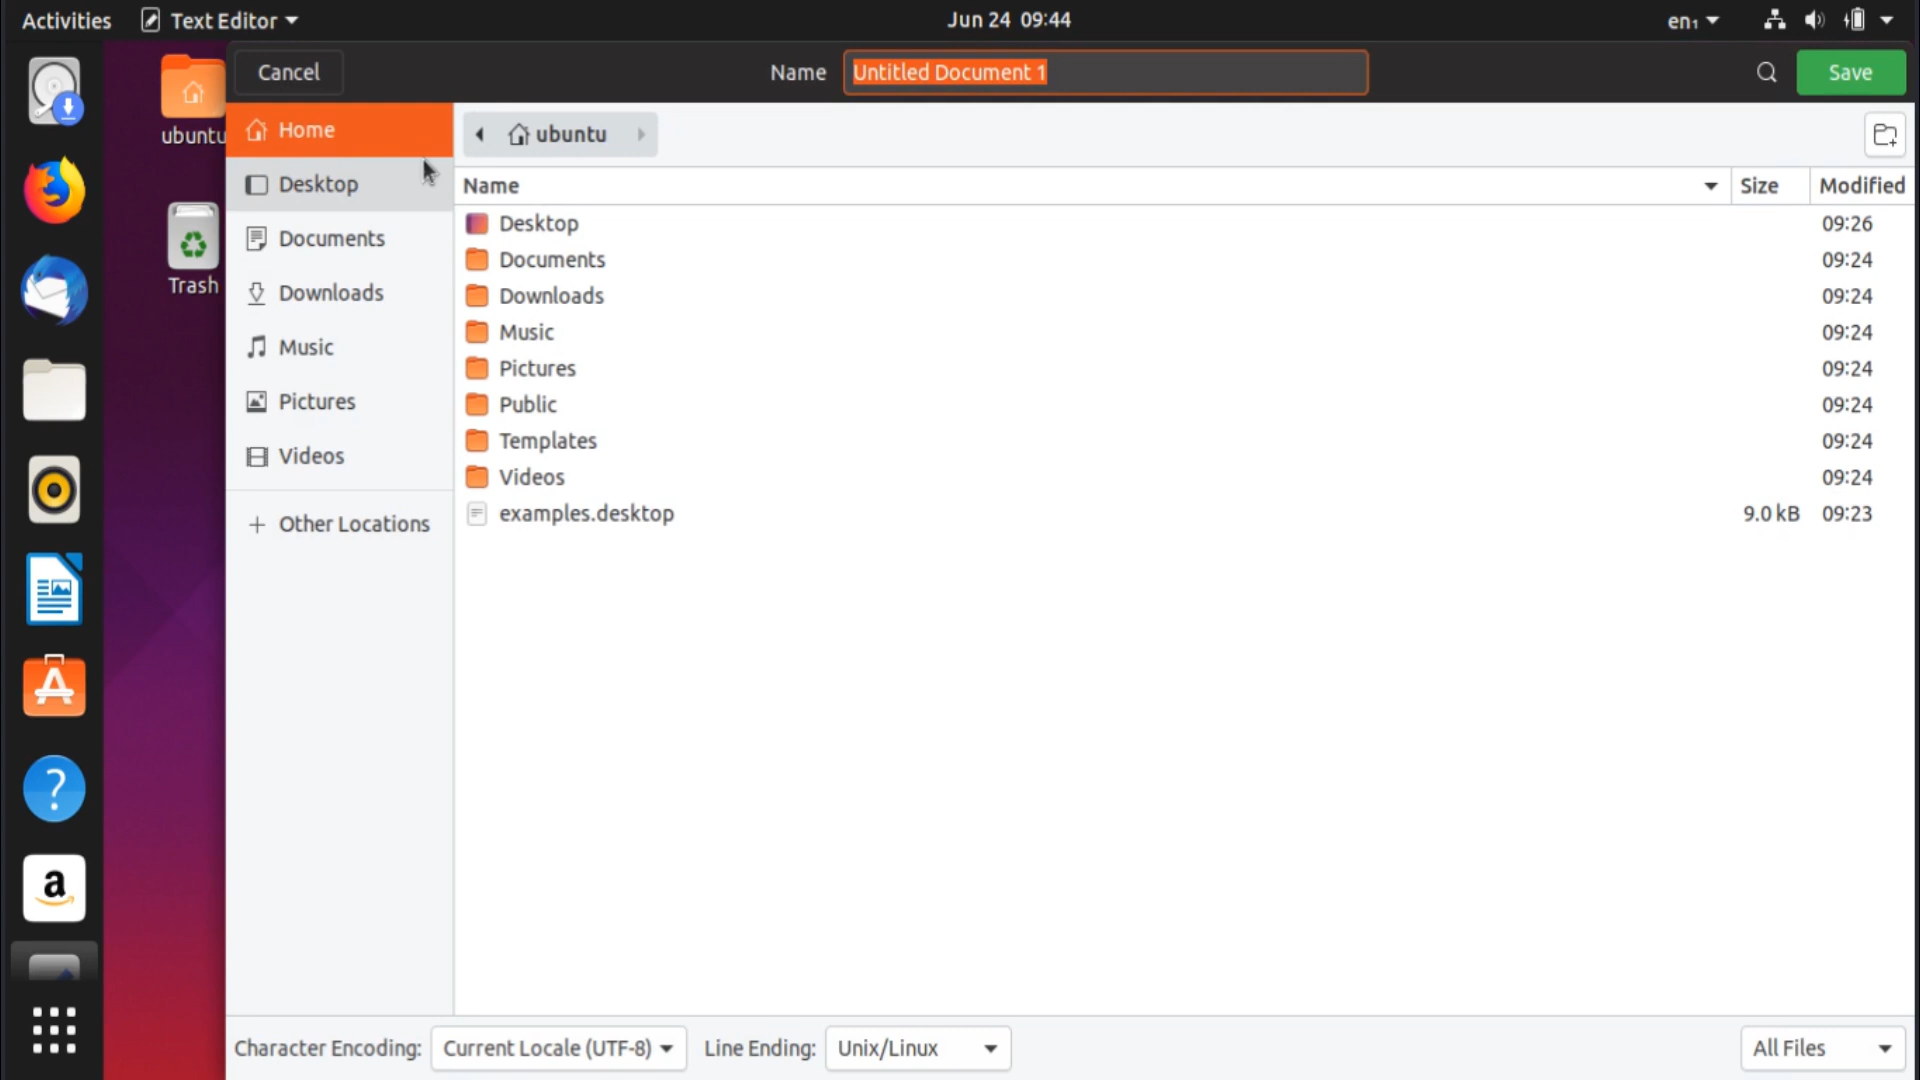 Activities Text Editor Jun 24 09:44 en₁
ubuntu
Trash
Cancel Name Untitled Document 1 Save
Home
Desktop
Documents
Downloads
Music
Pictures
Videos
Other Locations
ubuntu
Name Size Modified
Desktop 09:26
Documents 09:24
Downloads 09:24
Music 09:24
Pictures 09:24
Public 09:24
Templates 09:24
Videos 09:24
examples.desktop 9.0 kB 09:23
Character Encoding: Current Locale (UTF-8) Line Ending: Unix/Linux All Files